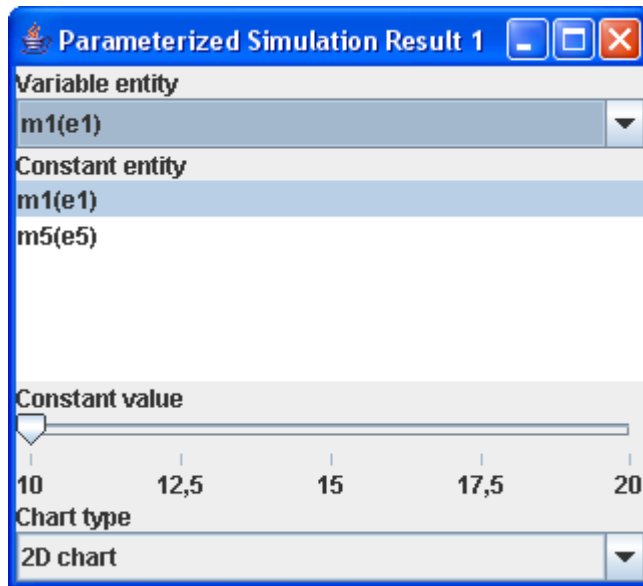 Parameterized Simulation Result 1
Variable entity
m1(e1)
Constant entity
m1(e1)
m5(e5)
Constant value
10 12,5 15 17,5 20
Chart type
2D chart